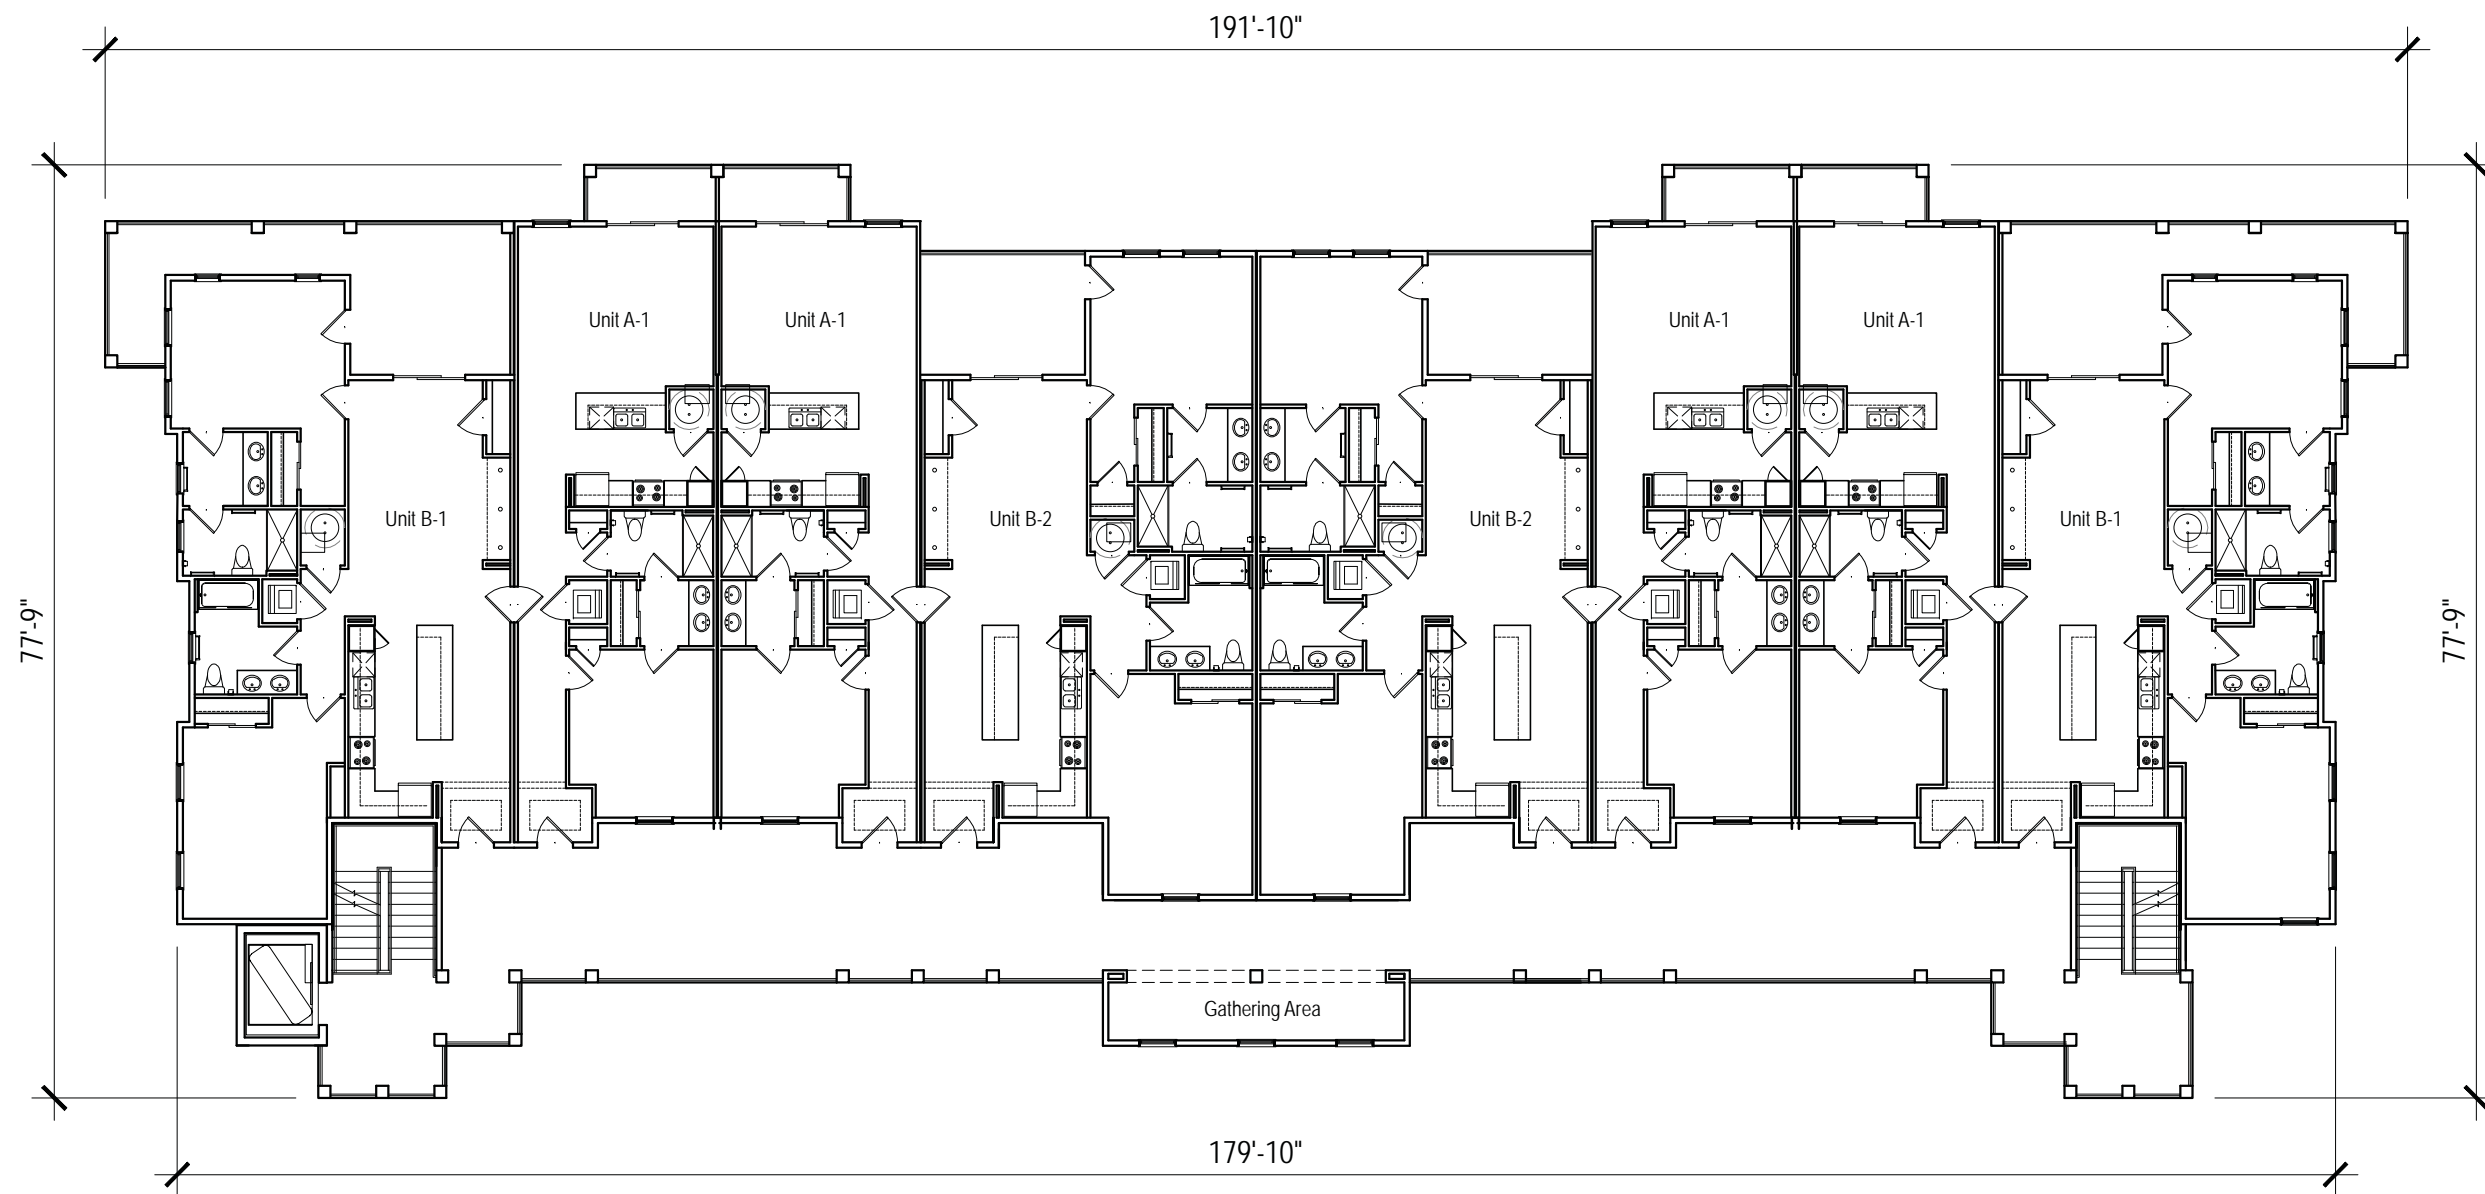 191'-10"
Unit A-1
Unit A-1
Unit A-1
Unit A-1
Unit B-1
Unit B-2
Unit B-2
Unit B-1
77'-9"
77'-9"
Gathering Area
179'-10"